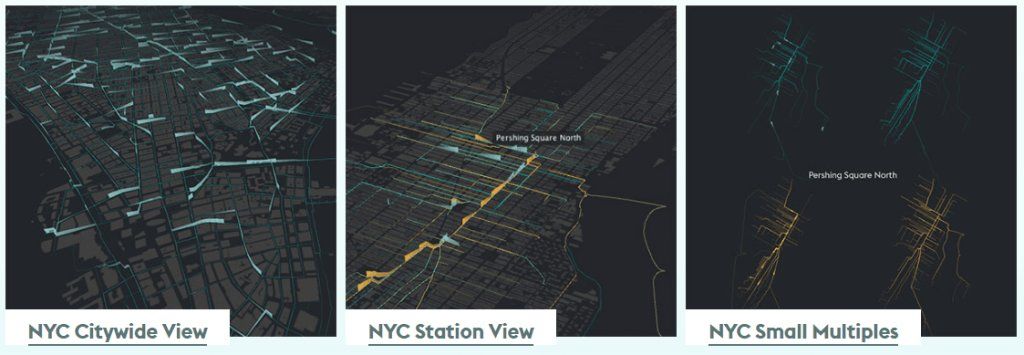 Pershing Square North
Pershing Square North
NYC Citywide View
NYC Station View
NYC Small Multiples